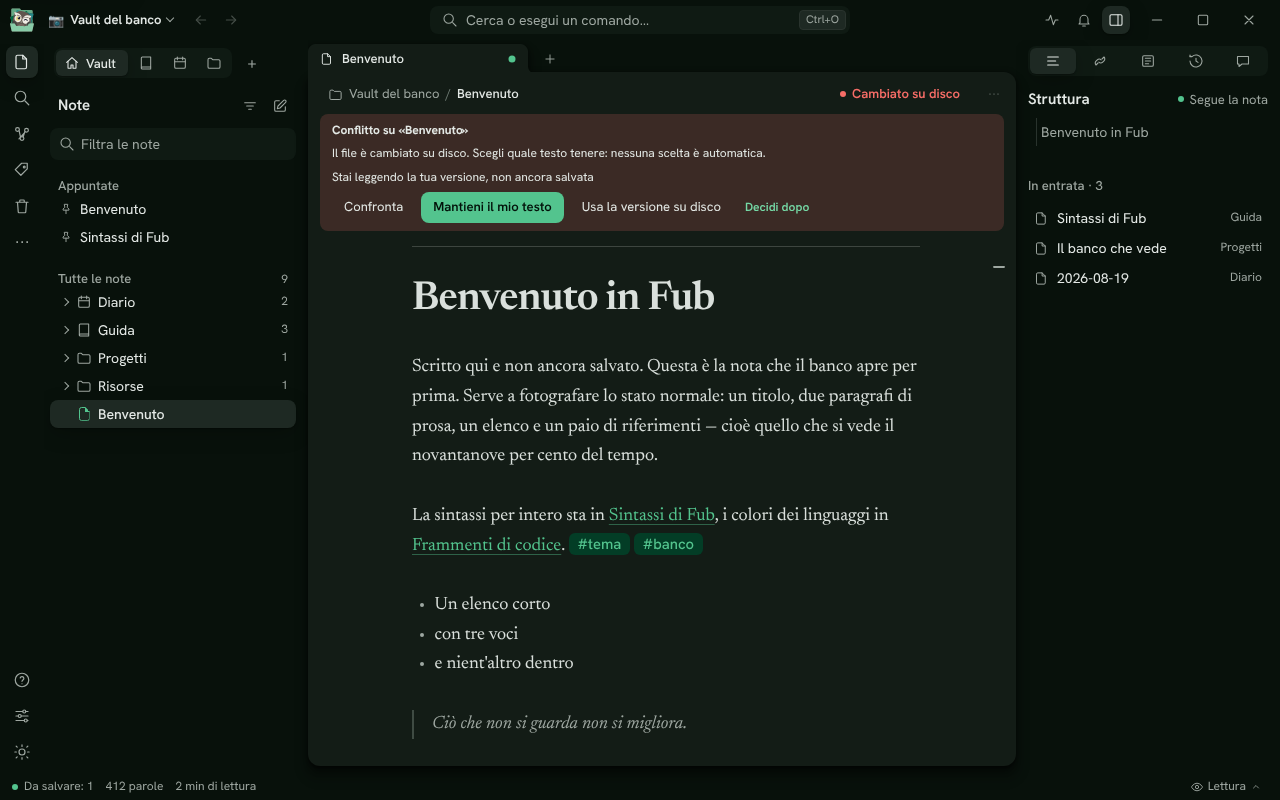 Vault del banco
Cerca o esegui un comando…
Ctrl+O
Vault
Benvenuto
Note
Filtra le note
Appuntate
Benvenuto
Sintassi di Fub
Tutte le note 9
Diario 2
Guida 3
Progetti 1
Risorse 1
Benvenuto
Vault del banco / Benvenuto
Cambiato su disco
Conflitto su «Benvenuto»
Il file è cambiato su disco. Scegli quale testo tenere: nessuna scelta è automatica.
Stai leggendo la tua versione, non ancora salvata
Confronta
Mantieni il mio testo
Usa la versione su disco
Decidi dopo
Benvenuto in Fub
Scritto qui e non ancora salvato. Questa è la nota che il banco apre per
prima. Serve a fotografare lo stato normale: un titolo, due paragrafi di
prosa, un elenco e un paio di riferimenti — cioè quello che si vede il
novantanove per cento del tempo.
La sintassi per intero sta in Sintassi di Fub, i colori dei linguaggi in
Frammenti di codice. #tema #banco
• Un elenco corto
• con tre voci
• e nient'altro dentro
Ciò che non si guarda non si migliora.
Struttura
Segue la nota
Benvenuto in Fub
In entrata · 3
Sintassi di Fub Guida
Il banco che vede Progetti
2026-08-19 Diario
Da salvare: 1 412 parole 2 min di lettura
Lettura